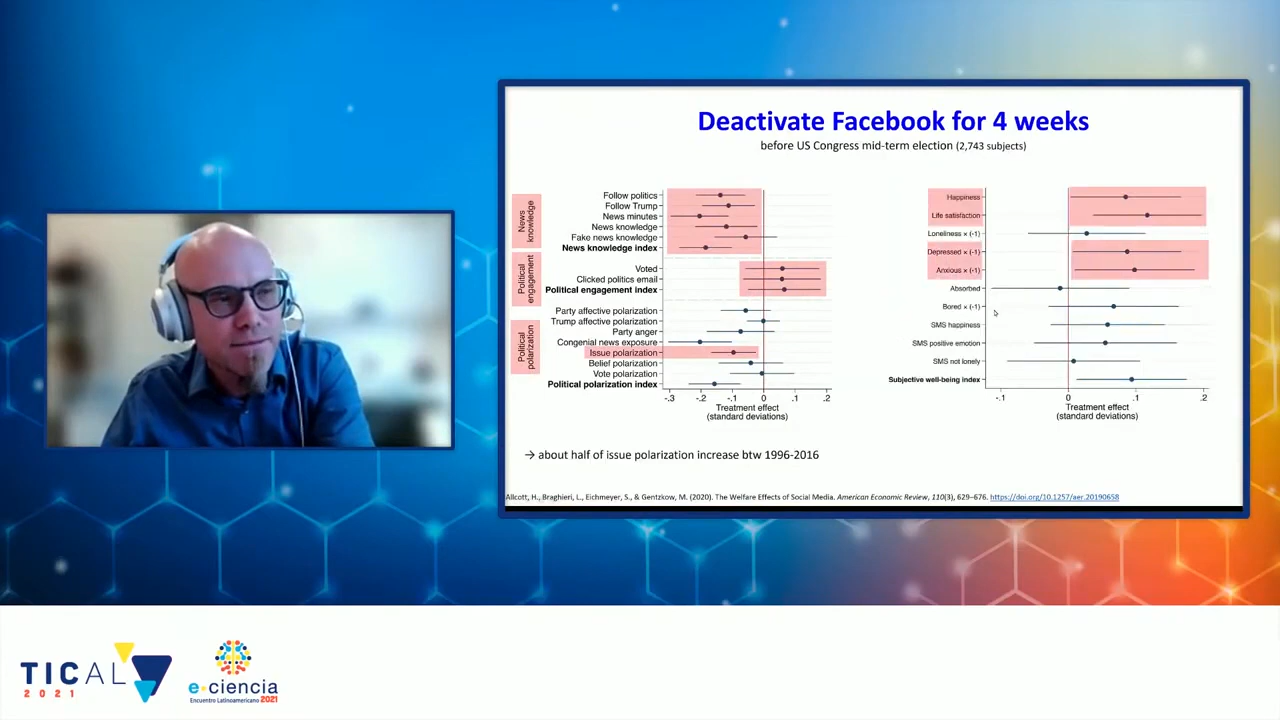 Deactivate Facebook for 4 weeks
before US Congress mid-term election (2,743 subjects)
News knowledge
Follow politics
Follow Trump
News minutes
News knowledge
Fake news knowledge
News knowledge index
Political engagement
Voted
Clicked politics email
Political engagement index
Political polarization
Party affective polarization
Trump affective polarization
Party anger
Congenial news exposure
Issue polarization
Belief polarization
Vote polarization
Political polarization index
-.3 -.2 -.1 0 .1 .2
Treatment effect
(standard deviations)
Happiness
Life satisfaction
Loneliness × (-1)
Depressed × (-1)
Anxious × (-1)
Absorbed
Bored × (-1)
SMS happiness
SMS positive emotion
SMS not lonely
Subjective well-being index
-.1 0 .1 .2
Treatment effect
(standard deviations)
→ about half of issue polarization increase btw 1996-2016
Allcott, H., Braghieri, L., Eichmeyer, S., & Gentzkow, M. (2020). The Welfare Effects of Social Media. American Economic Review, 110(3), 629–676. https://doi.org/10.1257/aer.20190658
TICAL
2021
e-ciencia
Encuentro Latinoamericano 2021